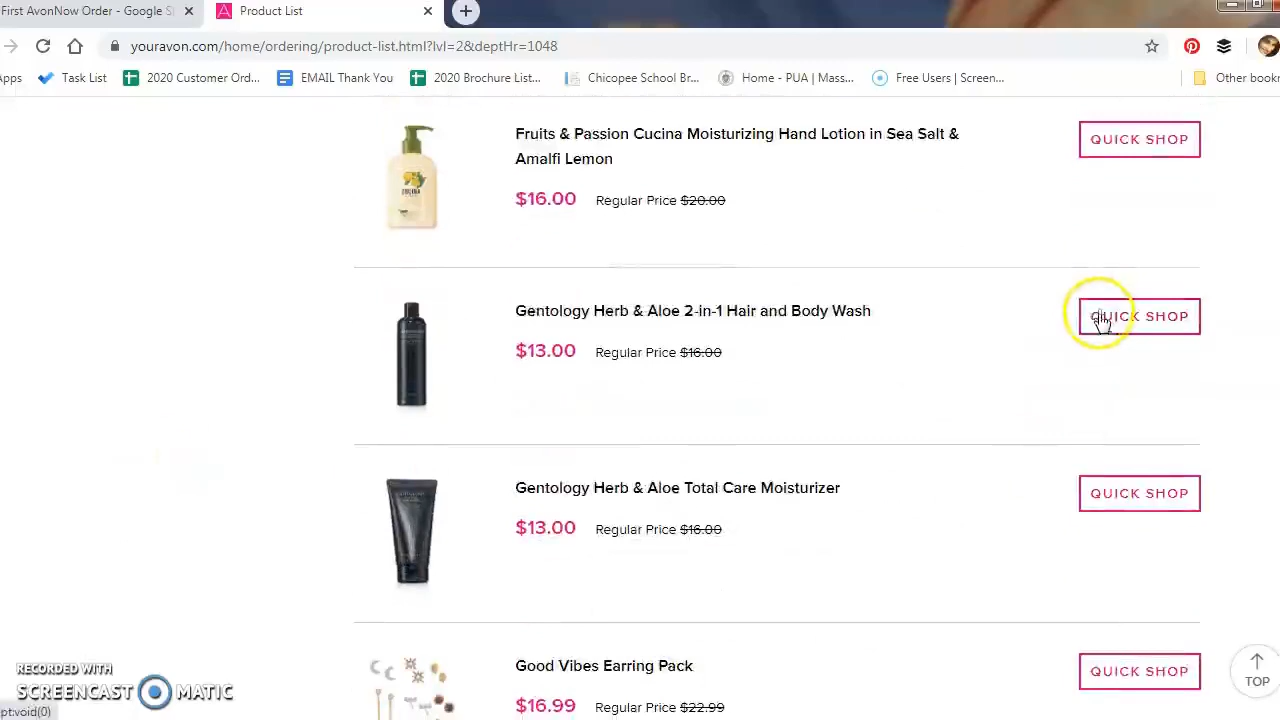 First AvonNow Order - Google S
Product List
youravon.com/home/ordering/product-list.html?lvl=2&deptHr=1048
Apps
Task List
2020 Customer Ord...
EMAIL Thank You
2020 Brochure List...
Chicopee School Br...
Home - PUA | Mass...
Free Users | Screen...
Other bookm
Fruits & Passion Cucina Moisturizing Hand Lotion in Sea Salt &
Amalfi Lemon
$16.00 Regular Price $20.00
QUICK SHOP
Gentology Herb & Aloe 2-in-1 Hair and Body Wash
$13.00 Regular Price $16.00
QUICK SHOP
Gentology Herb & Aloe Total Care Moisturizer
$13.00 Regular Price $16.00
QUICK SHOP
Good Vibes Earring Pack
$16.99 Regular Price $22.99
QUICK SHOP
TOP
RECORDED WITH
SCREENCAST MATIC
pt:void(0)